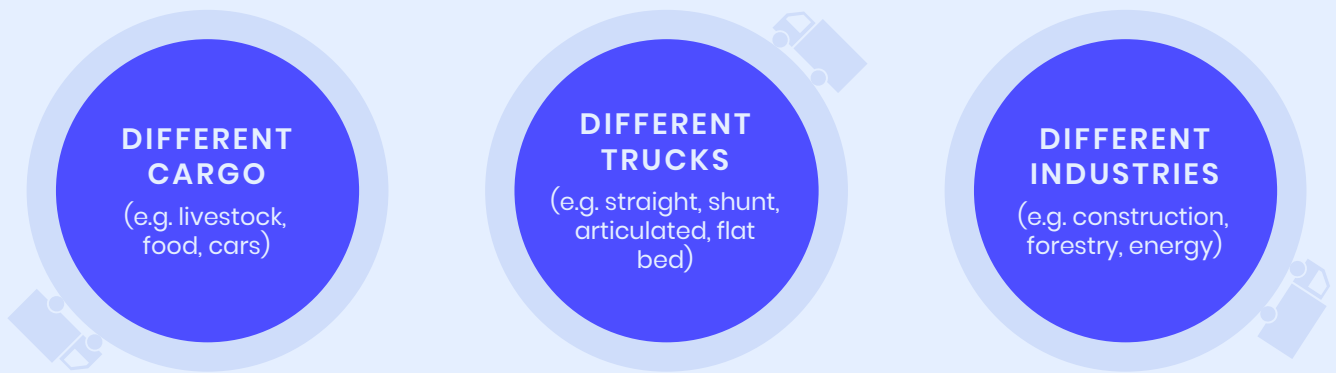 DIFFERENT
CARGO
(e.g. livestock,
food, cars)
DIFFERENT
TRUCKS
(e.g. straight, shunt,
articulated, flat
bed)
DIFFERENT
INDUSTRIES
(e.g. construction,
forestry, energy)